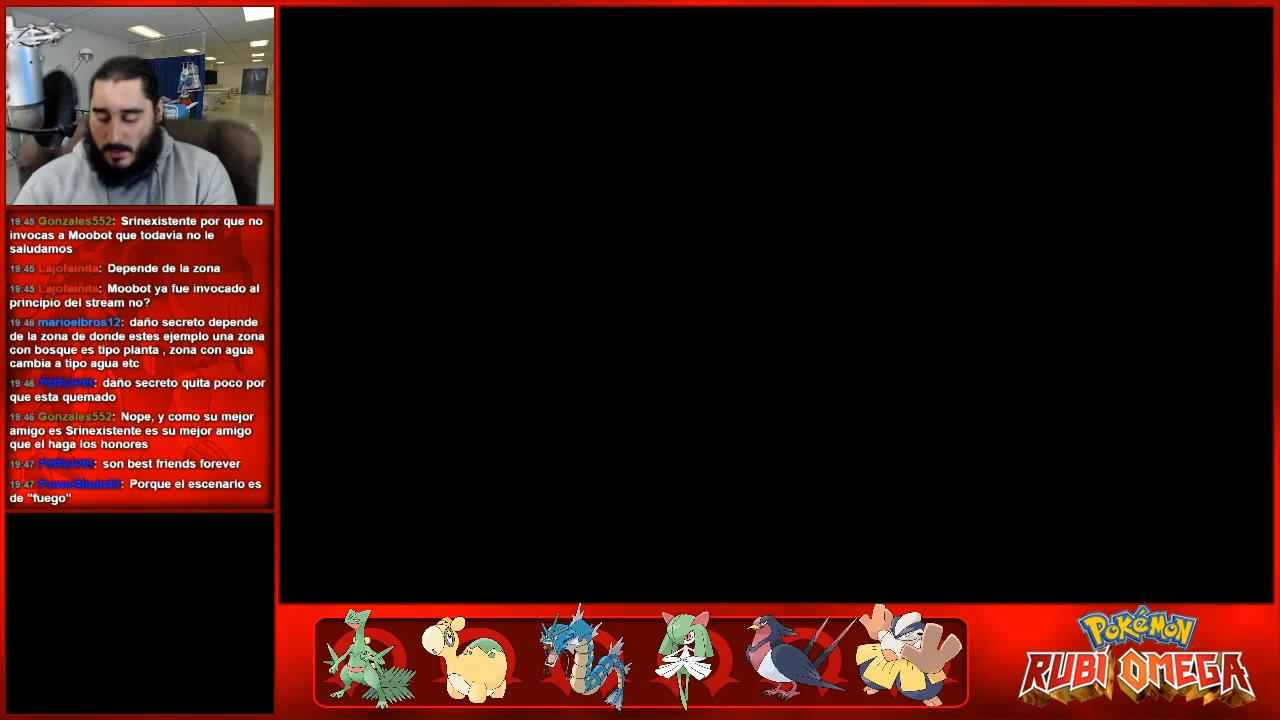 19:45 Gonzales552: Srinexistente por que no
invocas a Moobot que todavia no le
saludamos
19:45 Lajofainita: Depende de la zona
19:45 Lajofainita: Moobot ya fue invocado al
principio del stream no?
19:46 marioelbros12: daño secreto depende
de la zona de donde estes ejemplo una zona
con bosque es tipo planta , zona con agua
cambia a tipo agua etc
19:46 : daño secreto quita poco por
que esta quemado
19:46 Gonzales552: Nope, y como su mejor
amigo es Srinexistente es su mejor amigo
que el haga los honores
19:47 : son best friends forever
19:47 : Porque el escenario es
de "fuego"
POKÉMON
RUBÍ OMEGA